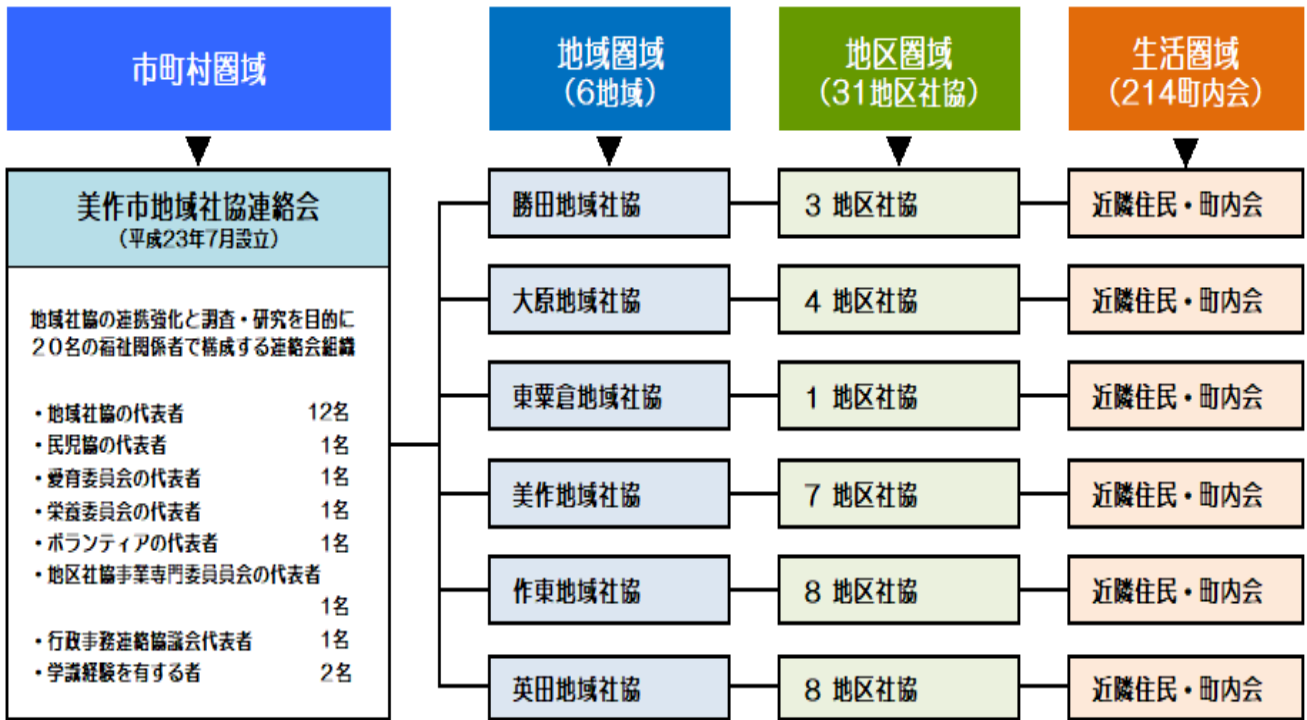 市町村圏域
地域圏域
（6地域）
地区圏域
（31地区社協）
生活圏域
（214町内会）
美作市地域社協連絡会
（平成23年7月設立）
地域社協の連携強化と調査・研究を目的に
２０名の福祉関係者で構成する連絡会組織
・地域社協の代表者 12名
・民児協の代表者 1名
・愛育委員会の代表者 1名
・栄養委員会の代表者 1名
・ボランティアの代表者 1名
・地区社協事業専門委員員会の代表者
1名
・行政事務連絡協議会代表者 1名
・学識経験を有する者 2名
勝田地域社協 3 地区社協 近隣住民・町内会
大原地域社協 4 地区社協 近隣住民・町内会
東粟倉地域社協 1 地区社協 近隣住民・町内会
美作地域社協 7 地区社協 近隣住民・町内会
作東地域社協 8 地区社協 近隣住民・町内会
英田地域社協 8 地区社協 近隣住民・町内会